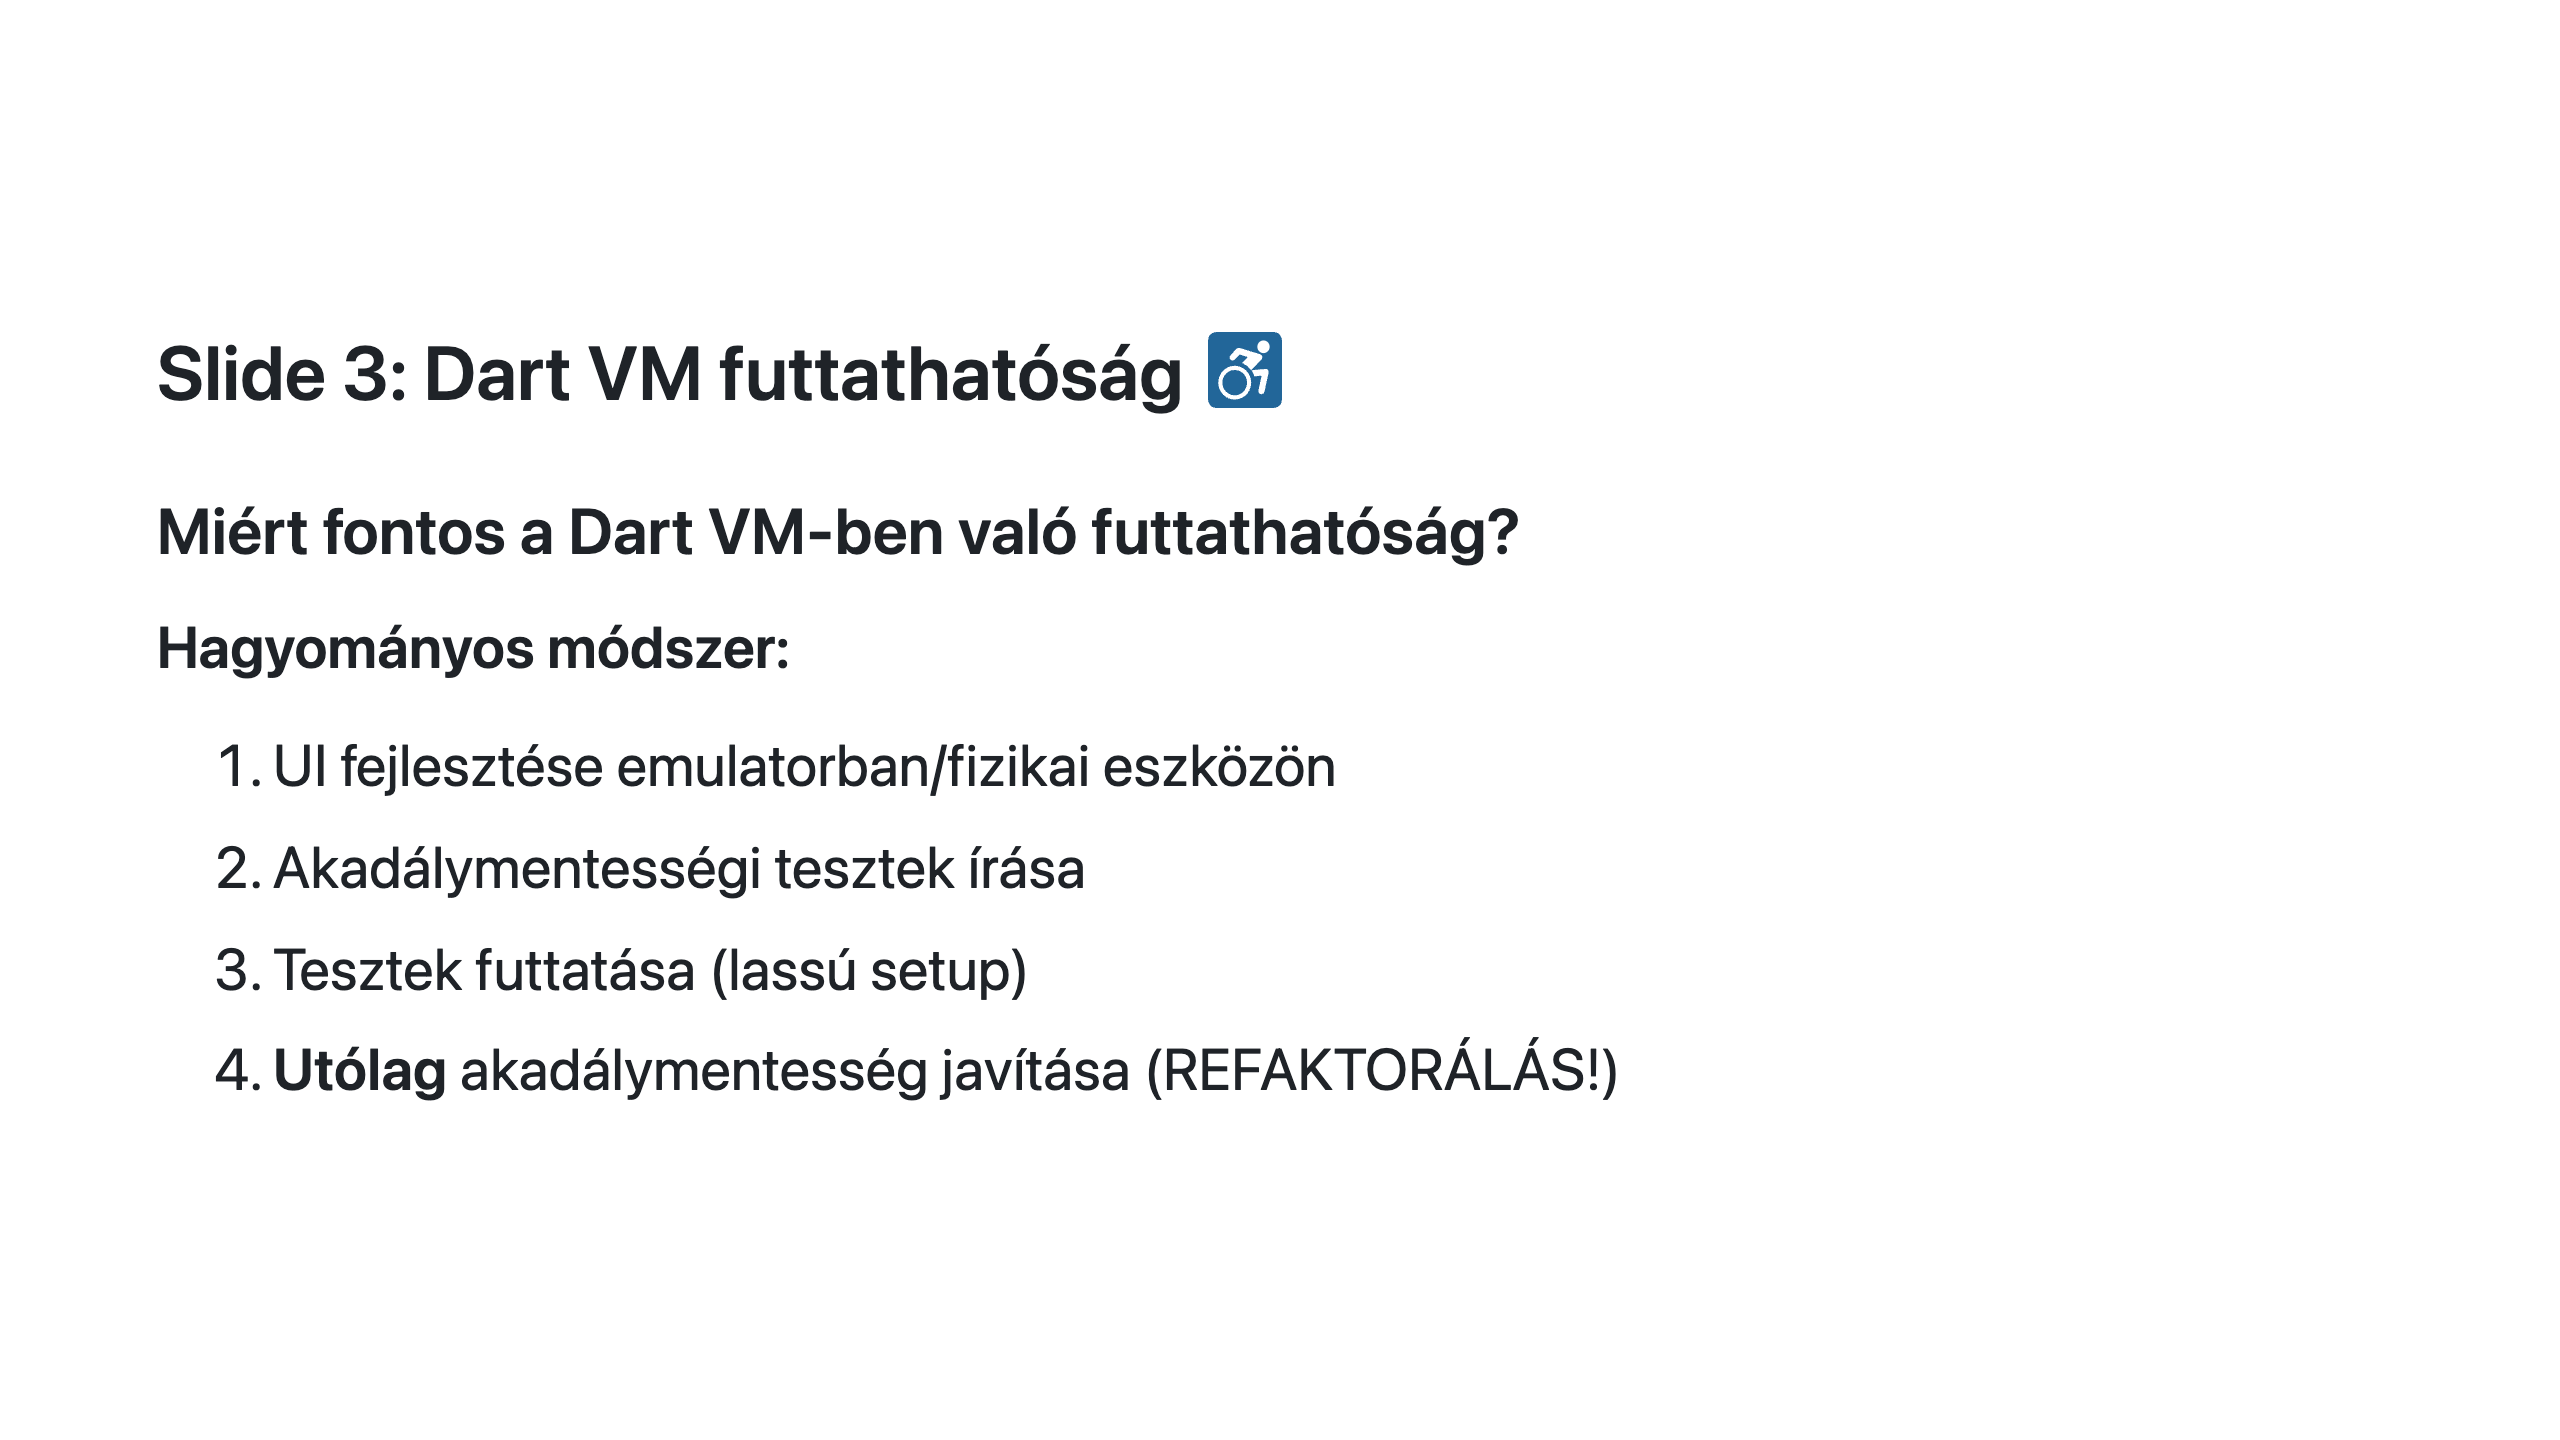 Slide 3: Dart VM futtathatóság
Miért fontos a Dart VM-ben való futtathatóság?
Hagyományos módszer:
1. UI fejlesztése emulatorban/fizikai eszközön
2. Akadálymentességi tesztek írása
3. Tesztek futtatása (lassú setup)
4. Utólag akadálymentesség javítása (REFAKTORÁLÁS!)